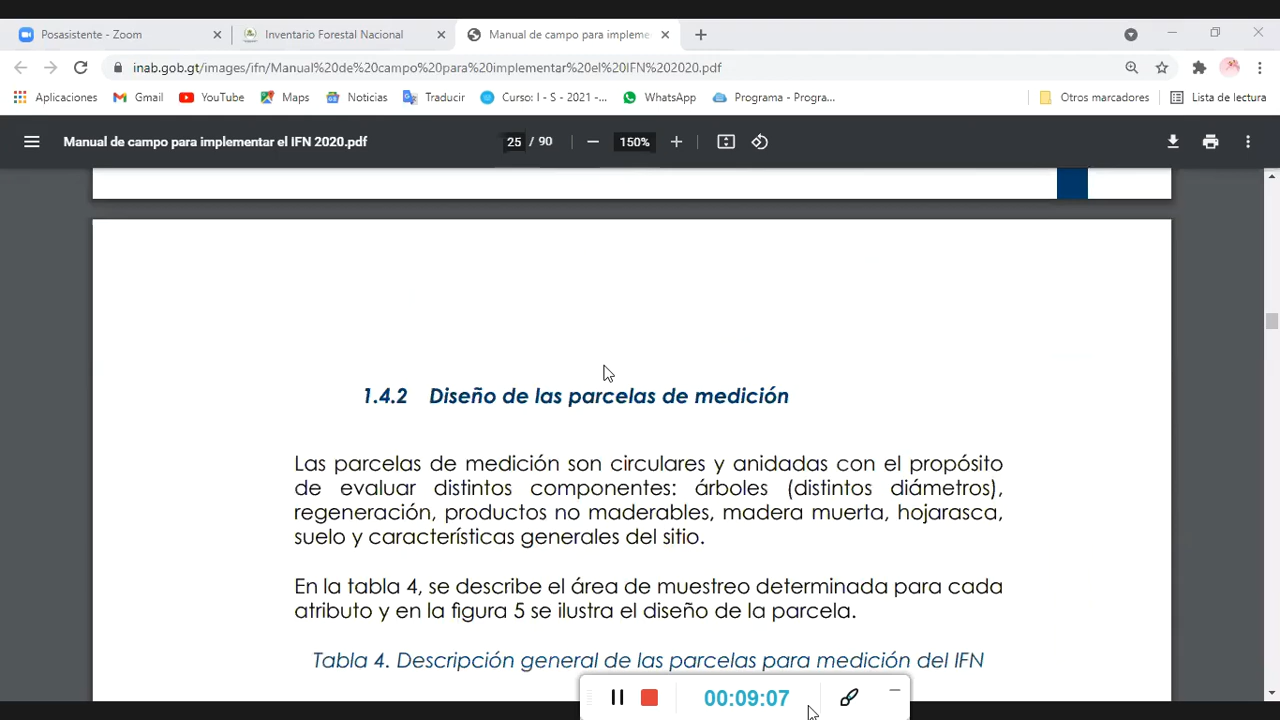 Posasistente - Zoom
Inventario Forestal Nacional
Manual de campo para impleme
inab.gob.gt/images/ifn/Manual%20de%20campo%20para%20implementar%20el%20IFN%202020.pdf
Aplicaciones Gmail YouTube Maps Noticias Traducir Curso: I - S - 2021 -... WhatsApp Programa - Progra... Otros marcadores Lista de lectura
Manual de campo para implementar el IFN 2020.pdf 25 / 90 150%
1.4.2 Diseño de las parcelas de medición
Las parcelas de medición son circulares y anidadas con el propósito
de evaluar distintos componentes: árboles (distintos diámetros),
regeneración, productos no maderables, madera muerta, hojarasca,
suelo y características generales del sitio.
En la tabla 4, se describe el área de muestreo determinada para cada
atributo y en la figura 5 se ilustra el diseño de la parcela.
Tabla 4. Descripción general de las parcelas para medición del IFN
00:09:07